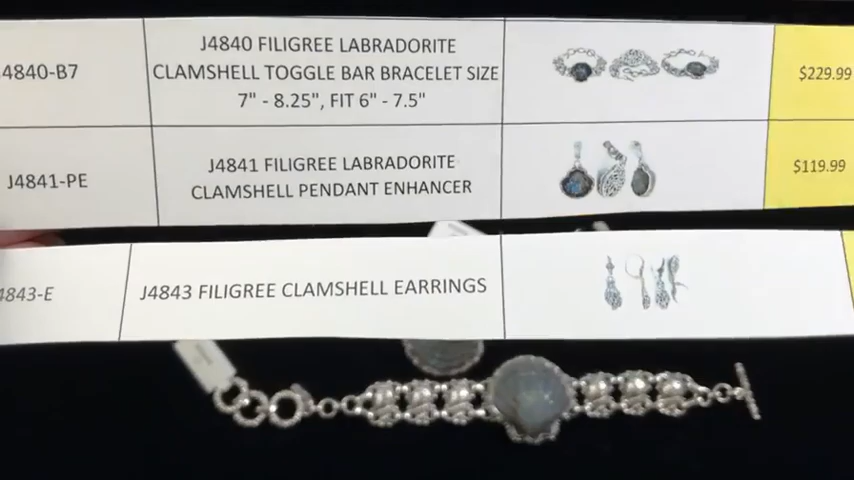 4840-B7
J4840 FILIGREE LABRADORITE
CLAMSHELL TOGGLE BAR BRACELET SIZE
7" - 8.25", FIT 6" - 7.5"
$229.99
J4841-PE
J4841 FILIGREE LABRADORITE
CLAMSHELL PENDANT ENHANCER
$119.99
4843-E
J4843 FILIGREE CLAMSHELL EARRINGS